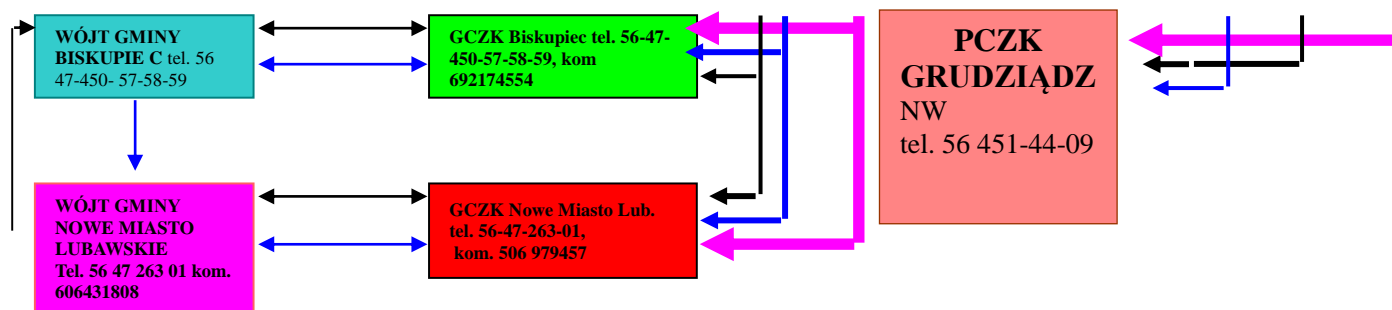 WÓJT GMINY
BISKUPIE C tel. 56
47-450- 57-58-59
GCZK Biskupiec tel. 56-47-
450-57-58-59, kom
692174554
PCZK
GRUDZIĄDZ
NW
tel. 56 451-44-09
WÓJT GMINY
NOWE MIASTO
LUBAWSKIE
Tel. 56 47 263 01 kom.
606431808
GCZK Nowe Miasto Lub.
tel. 56-47-263-01,
kom. 506 979457